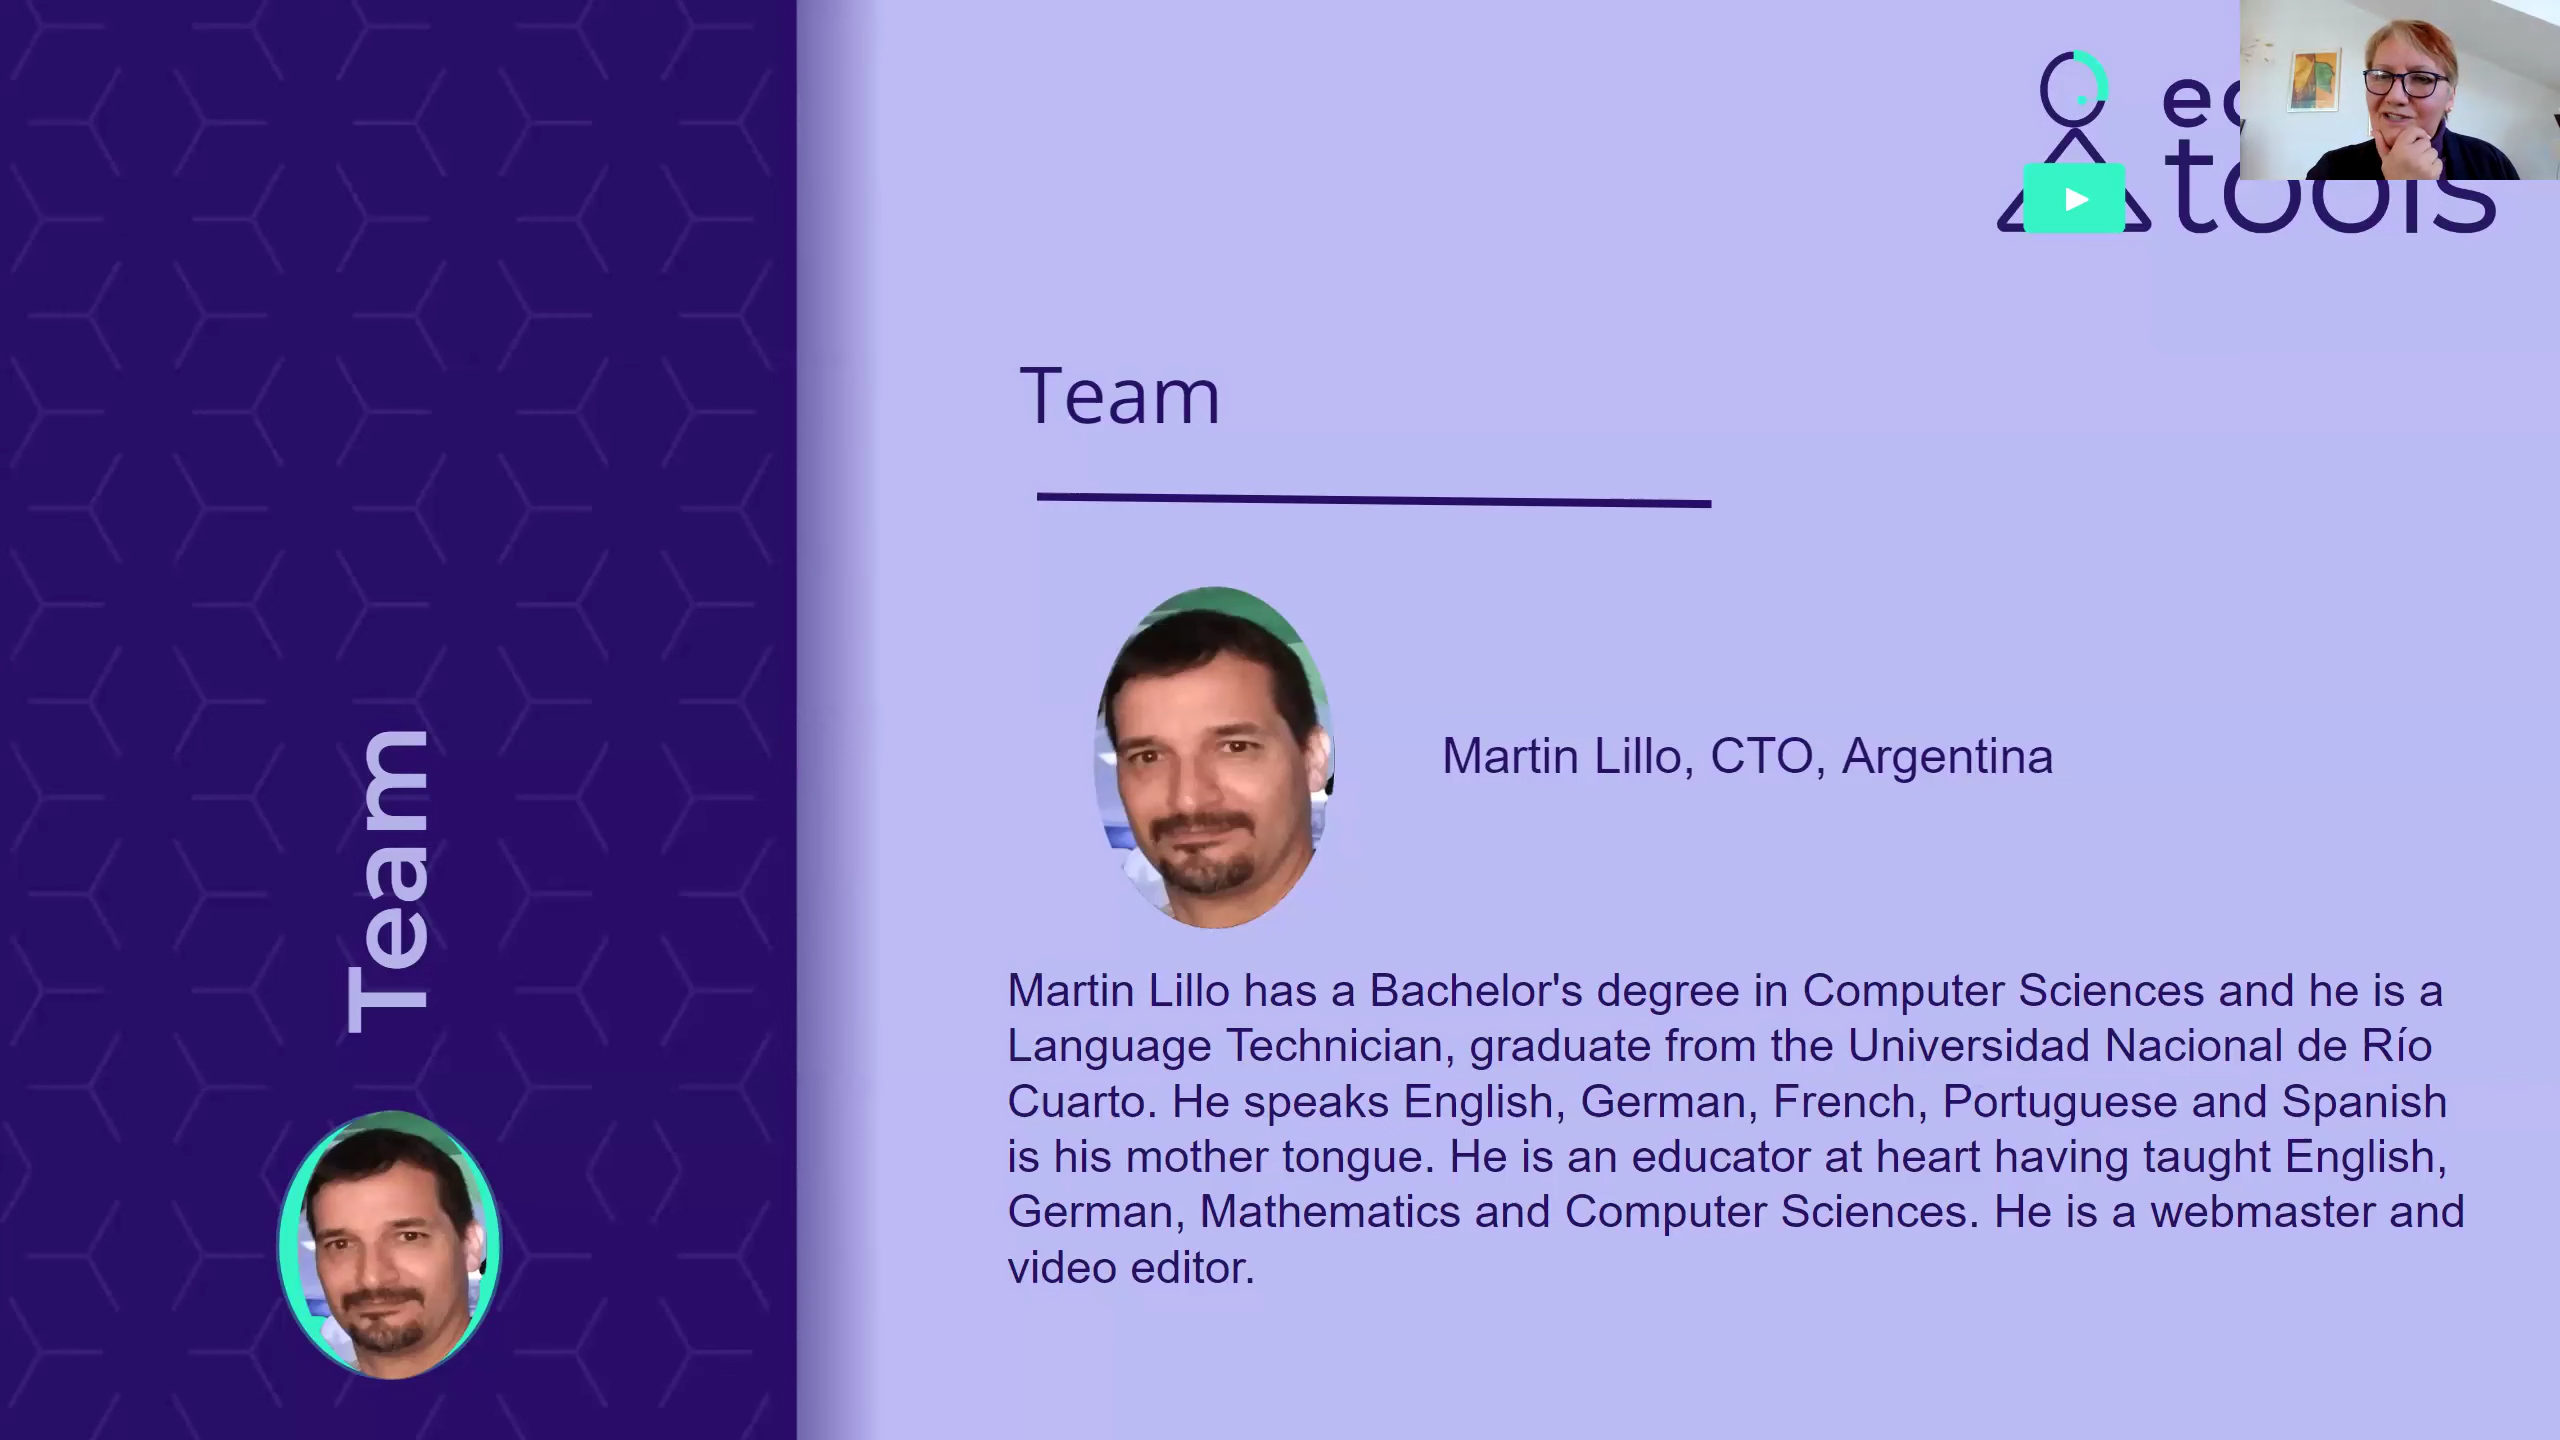 Team
tools
Team
Martin Lillo, CTO, Argentina
Martin Lillo has a Bachelor's degree in Computer Sciences and he is a
Language Technician, graduate from the Universidad Nacional de Río
Cuarto. He speaks English, German, French, Portuguese and Spanish
is his mother tongue. He is an educator at heart having taught English,
German, Mathematics and Computer Sciences. He is a webmaster and
video editor.